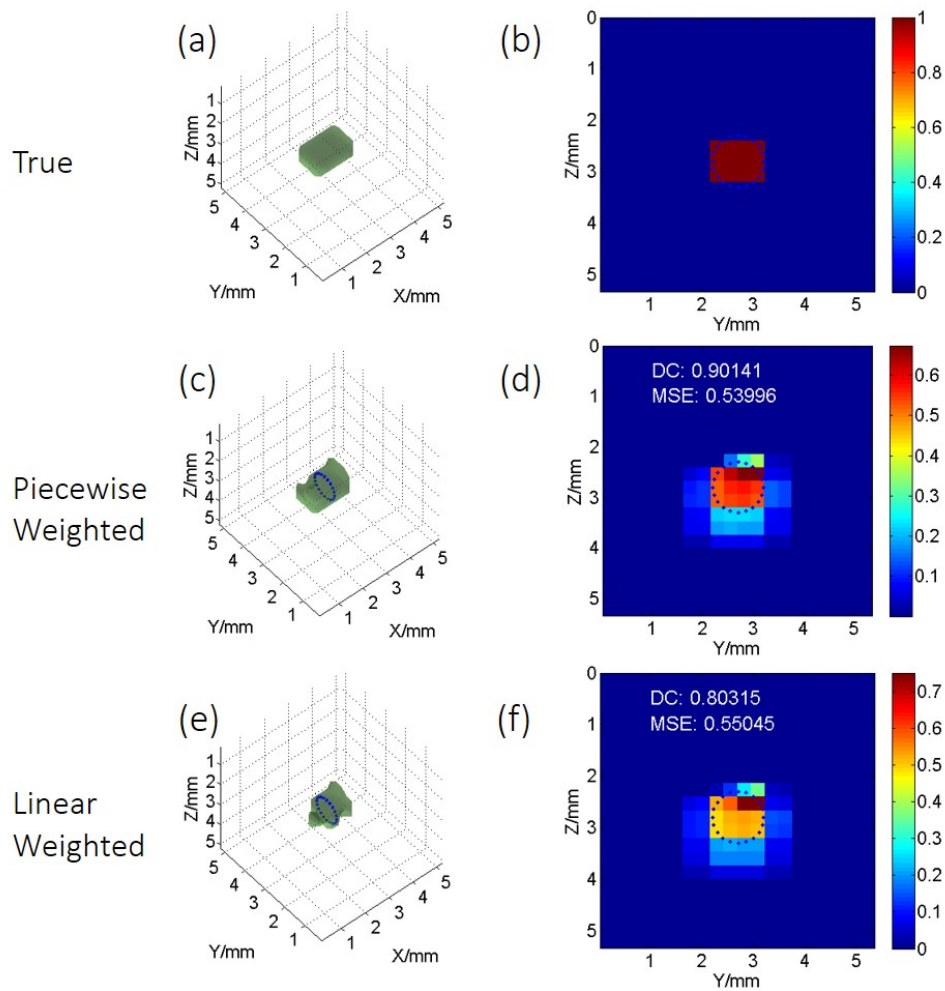 (a)
(b)
True
Z/mm
1
2
3
4
5
5
4
3
2
1
Y/mm
1
2
3
4
5
X/mm
0
1
2
3
4
5
Z/mm
1 2 3 4 5
Y/mm
1
0.8
0.6
0.4
0.2
0
(c)
(d)
Piecewise
Weighted
Z/mm
1
2
3
4
5
5
4
3
2
1
Y/mm
1
2
3
4
5
X/mm
DC: 0.90141
MSE: 0.53996
0
1
2
3
4
5
Z/mm
1 2 3 4 5
Y/mm
0.6
0.5
0.4
0.3
0.2
0.1
(e)
(f)
Linear
Weighted
Z/mm
1
2
3
4
5
5
4
3
2
1
Y/mm
1
2
3
4
5
X/mm
DC: 0.80315
MSE: 0.55045
0
1
2
3
4
5
Z/mm
1 2 3 4 5
Y/mm
0.7
0.6
0.5
0.4
0.3
0.2
0.1
0